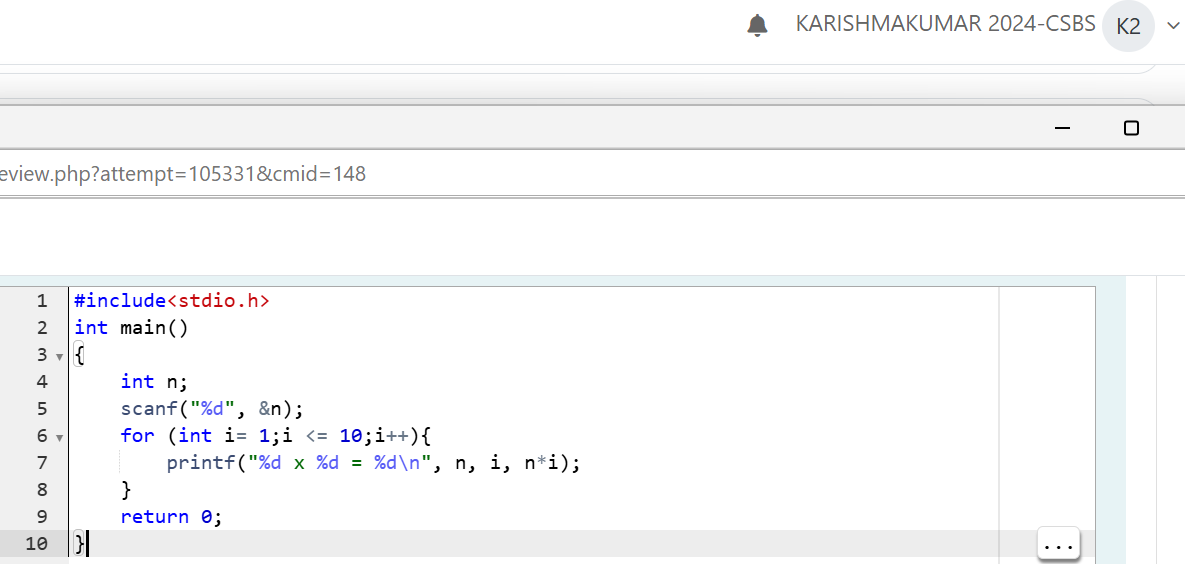 KARISHMAKUMAR 2024-CSBS K2
eview.php?attempt=105331&cmid=148
1 #include<stdio.h>
2 int main()
3 {
4     int n;
5     scanf("%d", &n);
6     for (int i= 1;i <= 10;i++){
7         printf("%d x %d = %d\n", n, i, n*i);
8     }
9     return 0;
10 }
...